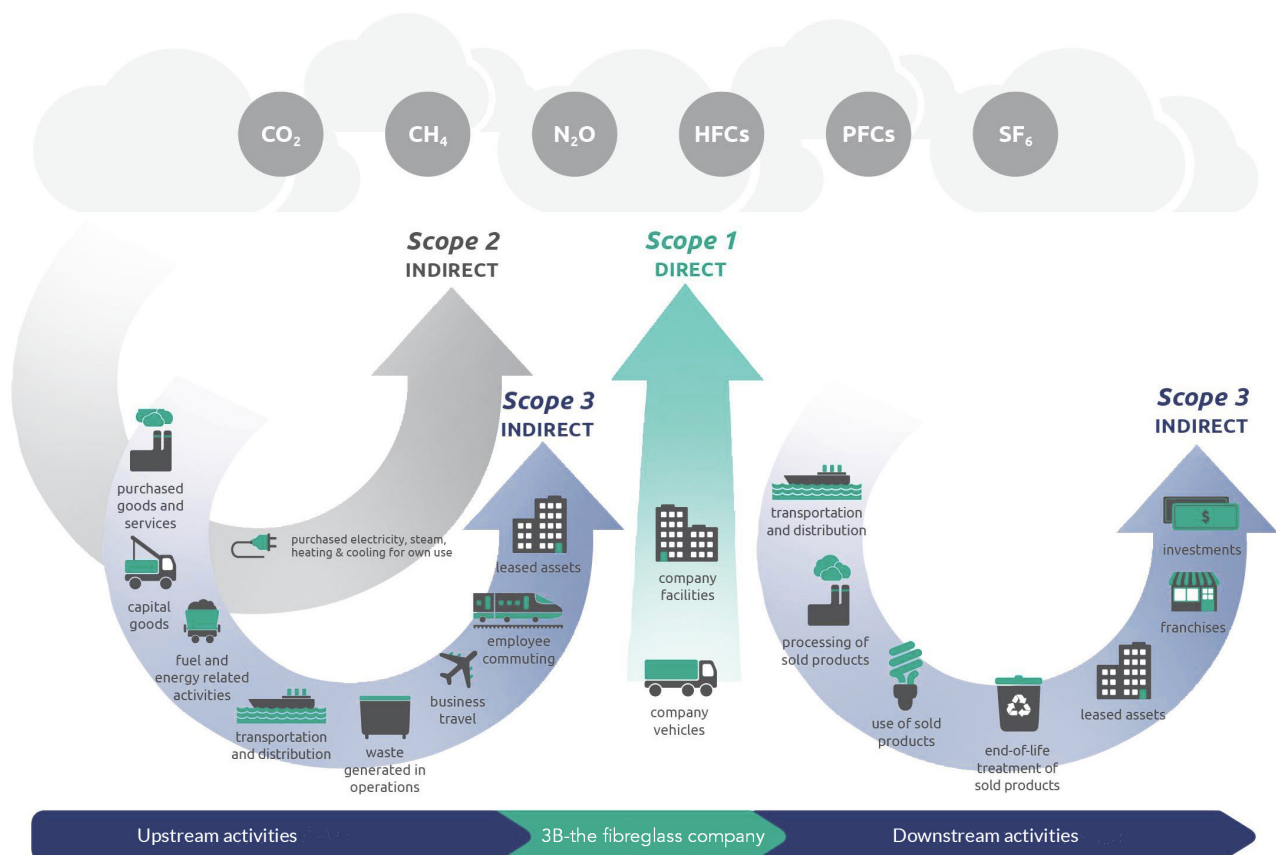 CO₂
CH₄
N₂O
HFCs
PFCs
SF₆
Scope 2
INDIRECT
Scope 1
DIRECT
Scope 3
INDIRECT
Scope 3
INDIRECT
purchased
goods and
services
capital
goods
fuel and
energy related
activities
transportation
and distribution
waste
generated in
operations
business
travel
employee
commuting
leased assets
purchased electricity, steam,
heating & cooling for own use
company
facilities
company
vehicles
transportation
and distribution
processing of
sold products
use of sold
products
end-of-life
treatment of
sold products
leased assets
franchises
investments
$
Upstream activities
3B-the fibreglass company
Downstream activities